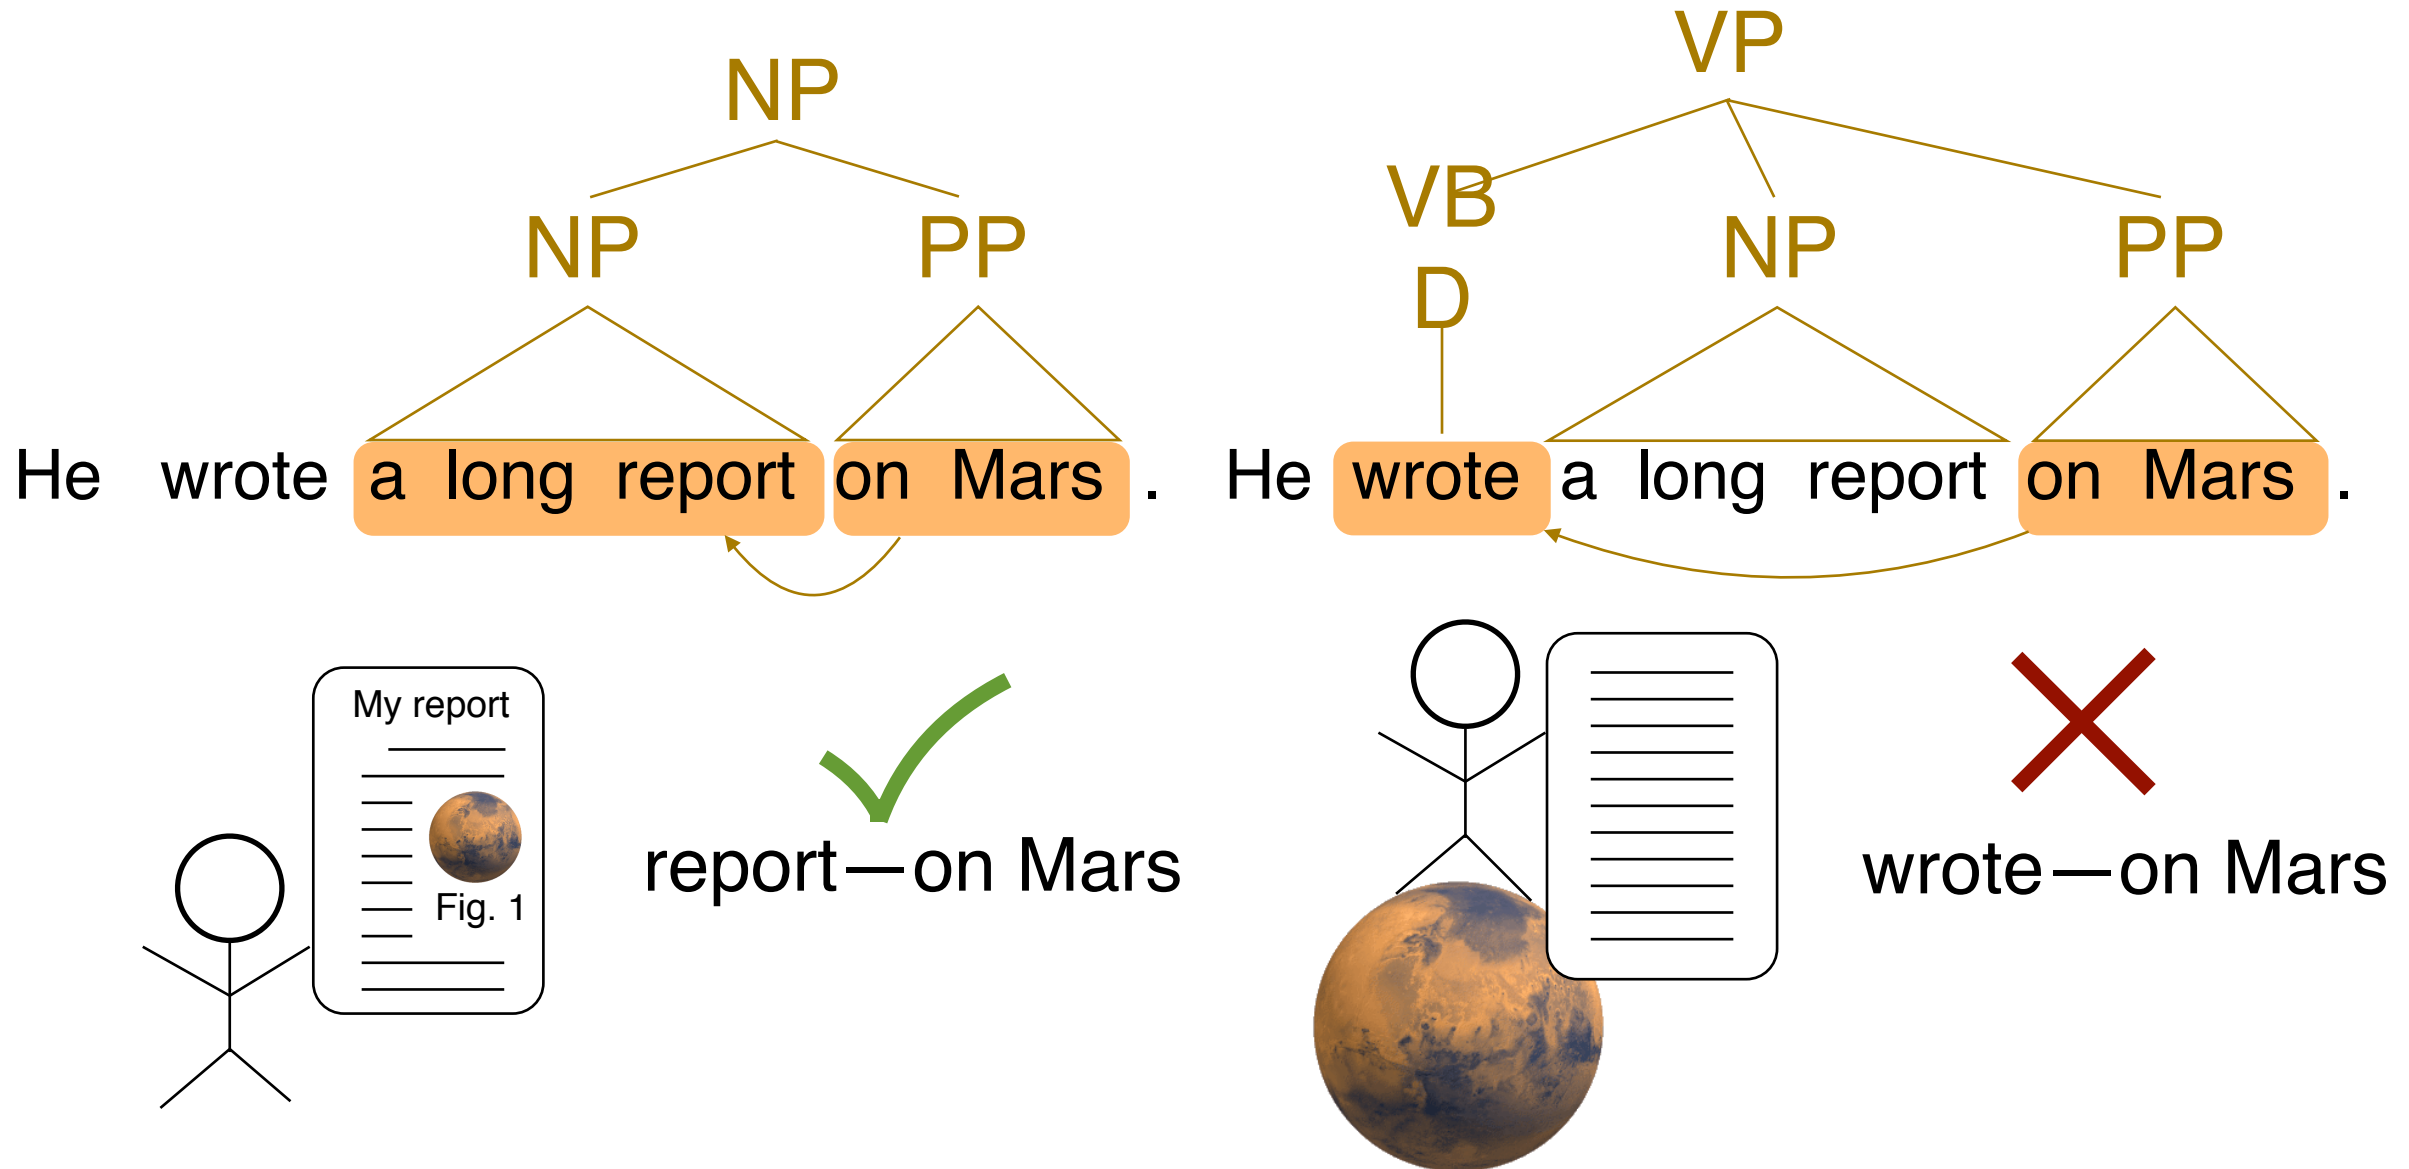 NP
NP PP
He wrote a long report on Mars .
My report
Fig. 1
report—on Mars
VP
VB
D
NP PP
He wrote a long report on Mars .
wrote—on Mars